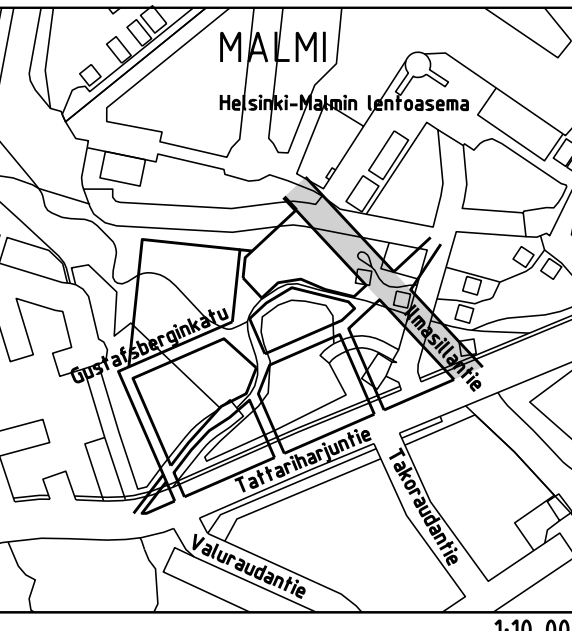 MALMI
Helsinki-Malmin lentoasema
Gustafsberginkatu
Ilmasillantie
Tattariharjuntie
Takoraudantie
Valuraudantie